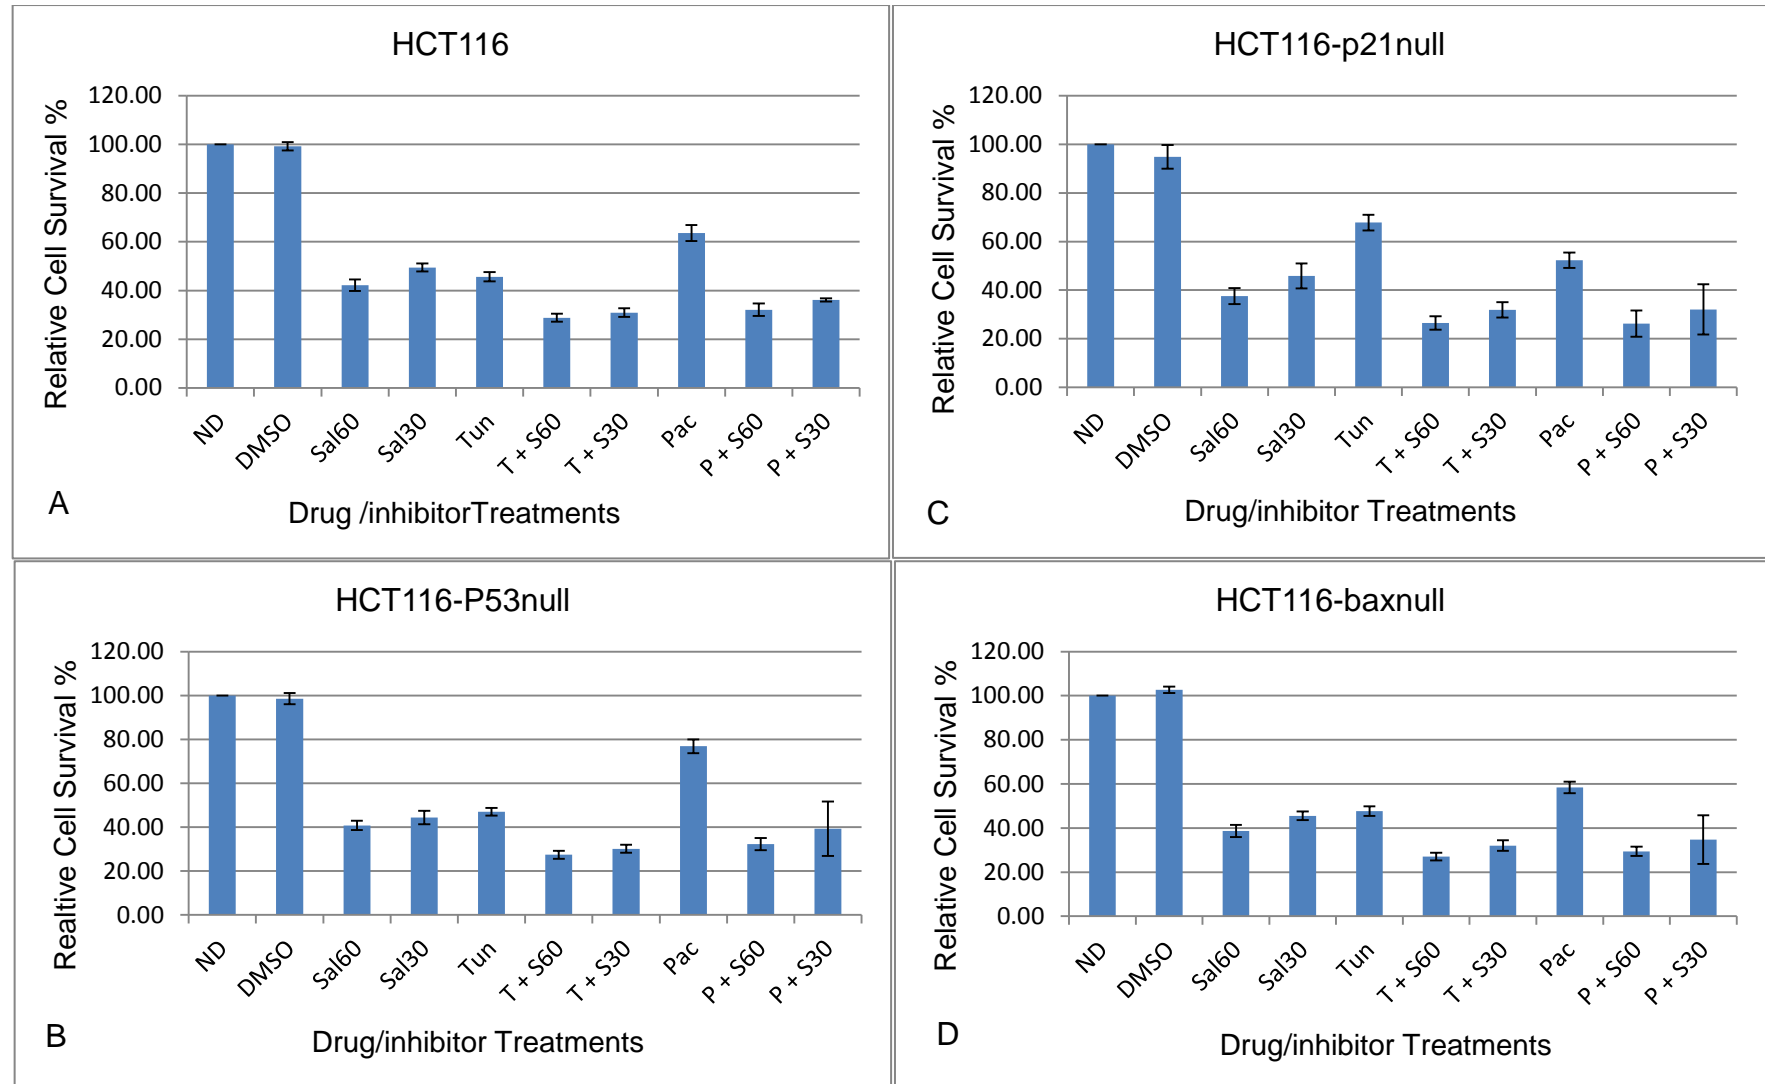 HCT116
Relative Cell Survival %
120.00
100.00
80.00
60.00
40.00
20.00
0.00
ND
DMSO
Sal60
Sal30
Tun
T + S60
T + S30
Pac
P + S60
P + S30
A
Drug /inhibitorTreatments
HCT116-p21null
Relative Cell Survival %
120.00
100.00
80.00
60.00
40.00
20.00
0.00
ND
DMSO
Sal60
Sal30
Tun
T + S60
T + S30
Pac
P + S60
P + S30
C
Drug/inhibitor Treatments
HCT116-P53null
Realtive Cell Survival %
120.00
100.00
80.00
60.00
40.00
20.00
0.00
ND
DMSO
Sal60
Sal30
Tun
T + S60
T + S30
Pac
P + S60
P + S30
B
Drug/inhibitor Treatments
HCT116-baxnull
Relative Cell Survival %
120.00
100.00
80.00
60.00
40.00
20.00
0.00
ND
DMSO
Sal60
Sal30
Tun
T + S60
T + S30
Pac
P + S60
P + S30
D
Drug/inhibitor Treatments